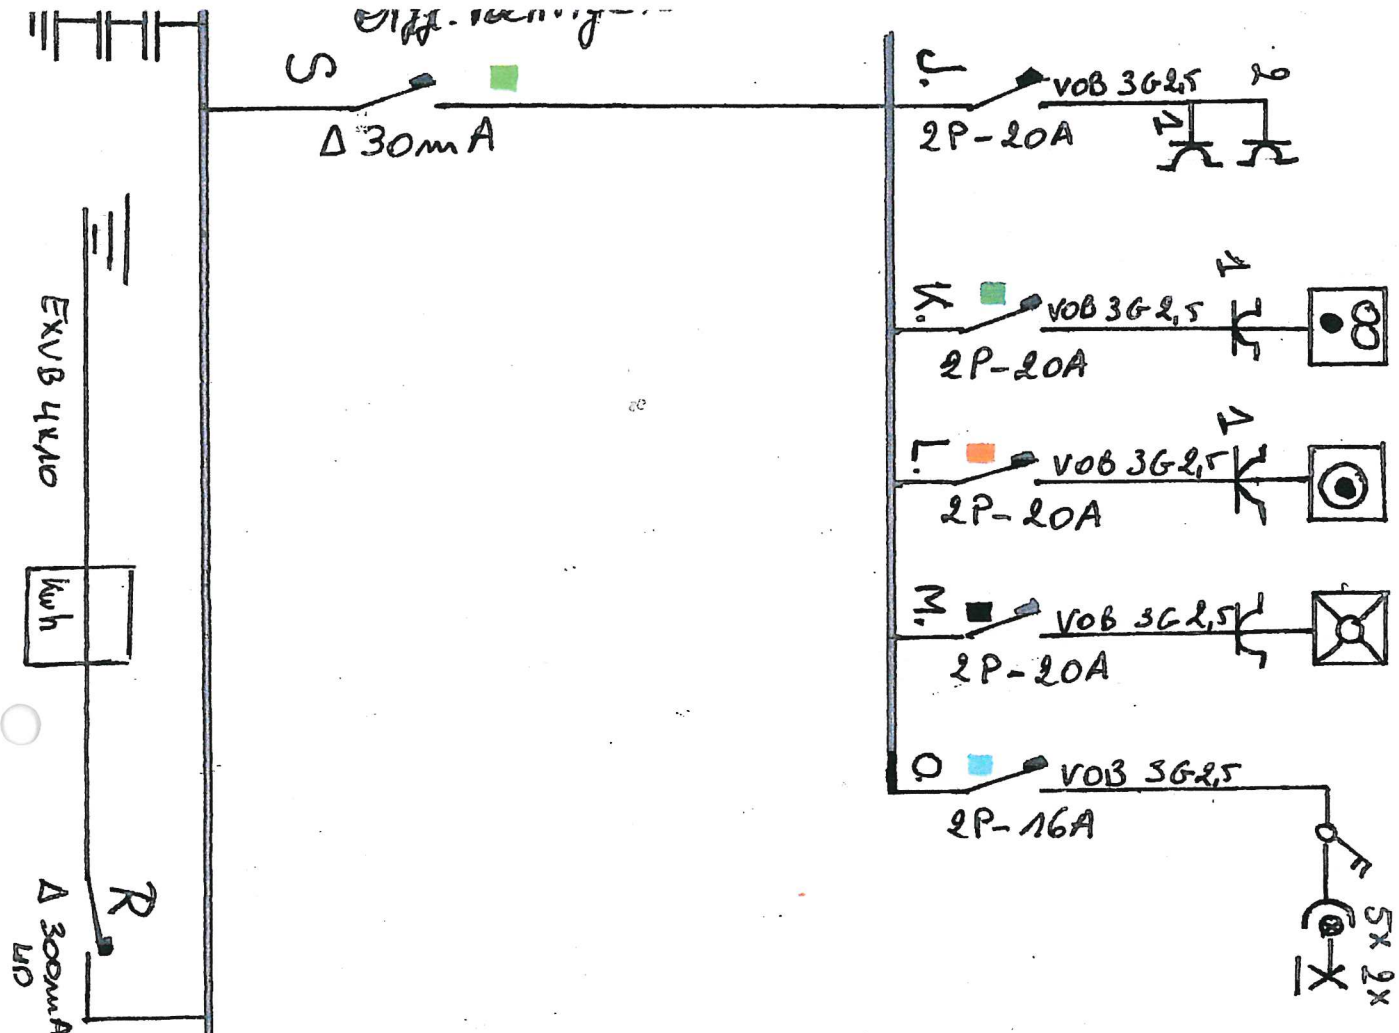 S
Δ 30mA
J.
VOB 3G2,5
2
1
2P-20A
K.
VOB 3G2,5
1
2P-20A
L.
VOB 3G2,5
1
2P-20A
M.
VOB 3G2,5
2P-20A
O.
VOB 3G2,5
2P-16A
5x 2x
EXVB 4x10
kwh
R
Δ 300mA
40